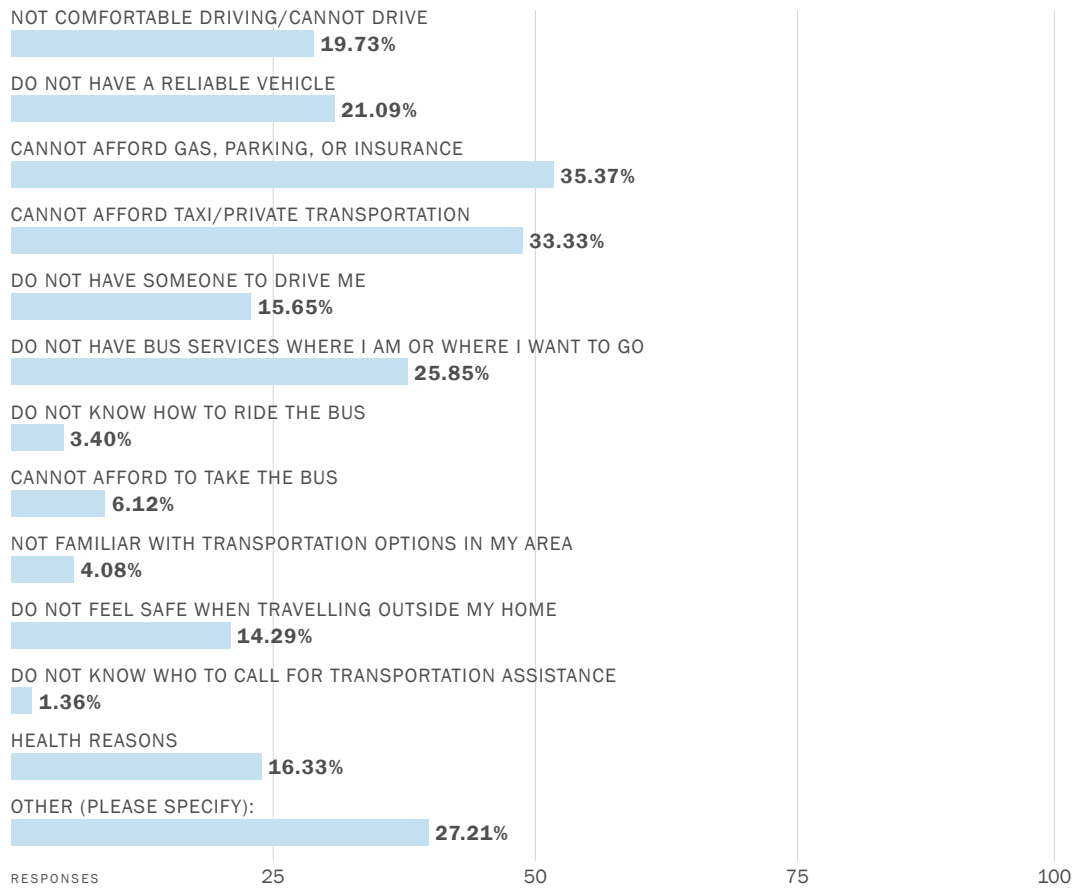 NOT COMFORTABLE DRIVING/CANNOT DRIVE
19.73%
DO NOT HAVE A RELIABLE VEHICLE
21.09%
CANNOT AFFORD GAS, PARKING, OR INSURANCE
35.37%
CANNOT AFFORD TAXI/PRIVATE TRANSPORTATION
33.33%
DO NOT HAVE SOMEONE TO DRIVE ME
15.65%
DO NOT HAVE BUS SERVICES WHERE I AM OR WHERE I WANT TO GO
25.85%
DO NOT KNOW HOW TO RIDE THE BUS
3.40%
CANNOT AFFORD TO TAKE THE BUS
6.12%
NOT FAMILIAR WITH TRANSPORTATION OPTIONS IN MY AREA
4.08%
DO NOT FEEL SAFE WHEN TRAVELLING OUTSIDE MY HOME
14.29%
DO NOT KNOW WHO TO CALL FOR TRANSPORTATION ASSISTANCE
1.36%
HEALTH REASONS
16.33%
OTHER (PLEASE SPECIFY):
27.21%
RESPONSES 25 50 75 100